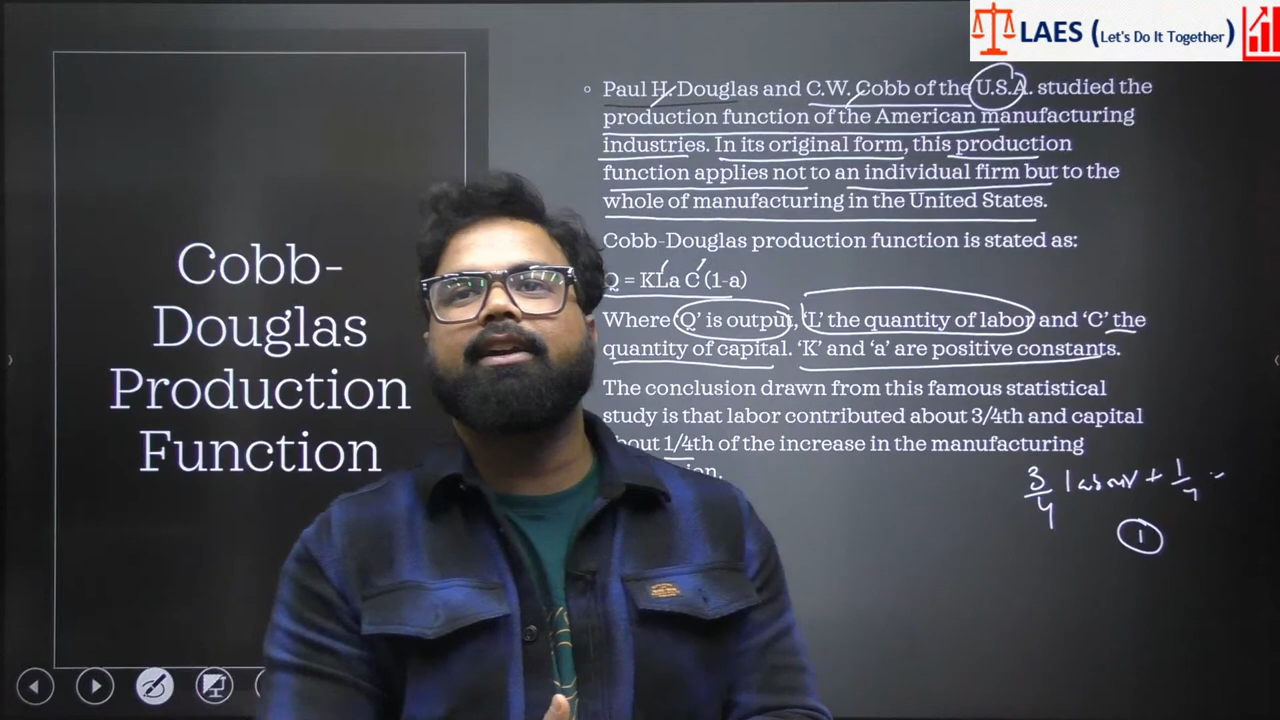 LAES (Let's Do It Together)
Cobb-
Douglas
Production
Function
Paul H. Douglas and C.W. Cobb of the U.S.A. studied the
production function of the American manufacturing
industries. In its original form, this production
function applies not to an individual firm but to the
whole of manufacturing in the United States.
Cobb-Douglas production function is stated as:
Q = KLa C (1-a)
Where 'Q' is output, 'L' the quantity of labor and 'C' the
quantity of capital. 'K' and 'a' are positive constants.
The conclusion drawn from this famous statistical
study is that labor contributed about 3/4th and capital
about 1/4th of the increase in the manufacturing
3/4 labour + 1/4
1